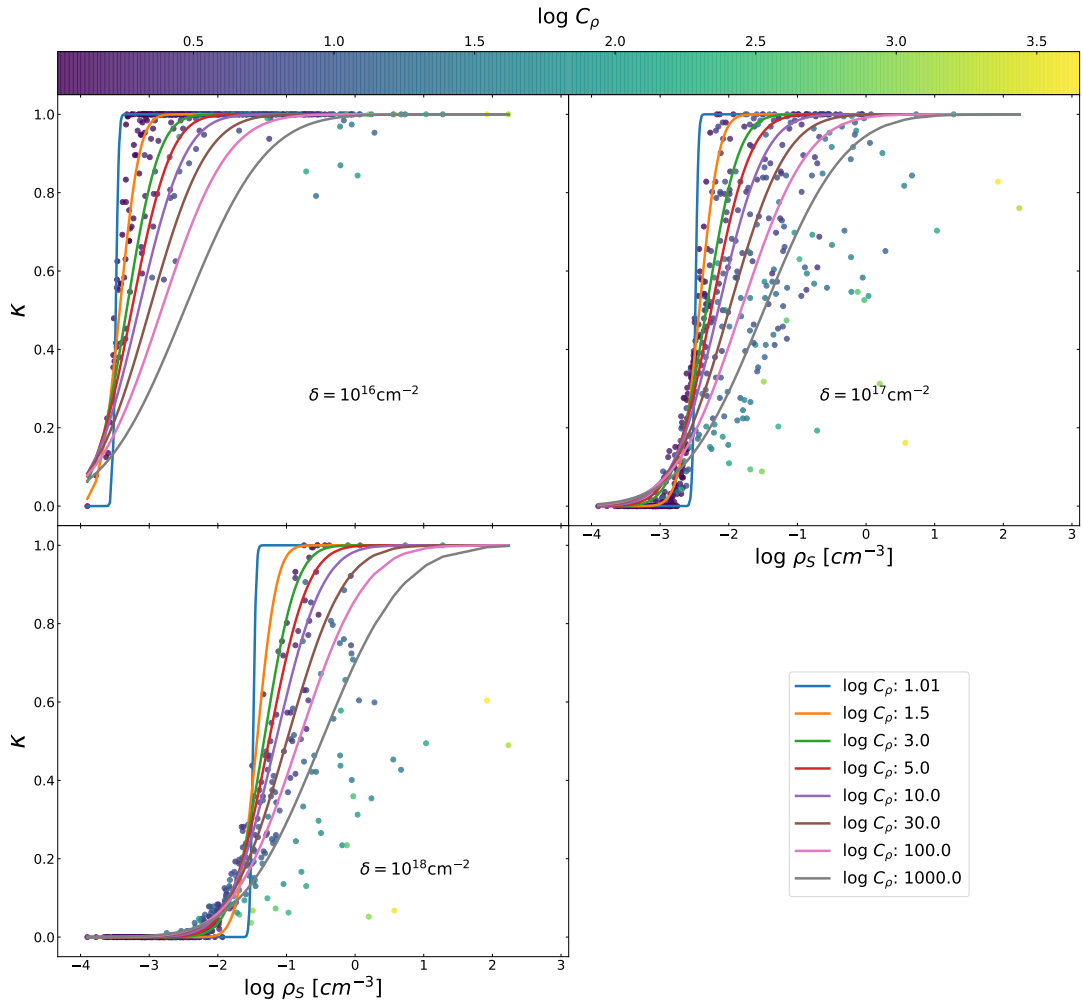 log C_ρ
0.5 1.0 1.5 2.0 2.5 3.0 3.5
1.0
0.8
0.6
0.4
0.2
0.0
κ
δ = 10^16 cm^−2
δ = 10^17 cm^−2
−4 −3 −2 −1 0 1 2 3
log ρ_S [cm^−3]
1.0
0.8
0.6
0.4
0.2
0.0
κ
δ = 10^18 cm^−2
−4 −3 −2 −1 0 1 2 3
log ρ_S [cm^−3]
log C_ρ: 1.01
log C_ρ: 1.5
log C_ρ: 3.0
log C_ρ: 5.0
log C_ρ: 10.0
log C_ρ: 30.0
log C_ρ: 100.0
log C_ρ: 1000.0